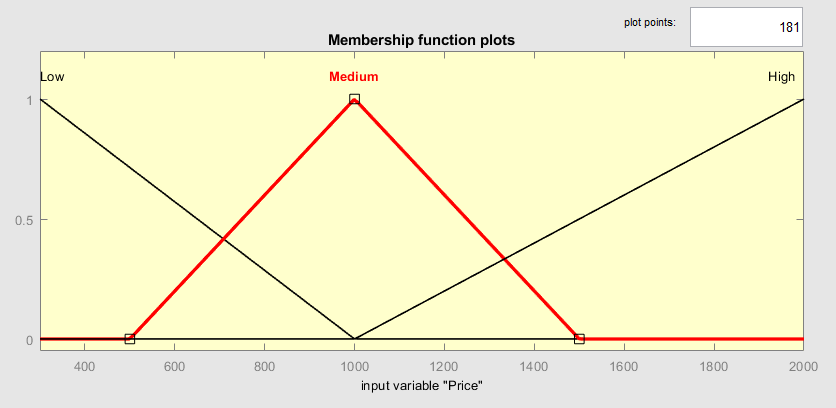 plot points: 181
Membership function plots
Low Medium High
1
0.5
0
400 600 800 1000 1200 1400 1600 1800 2000
input variable "Price"